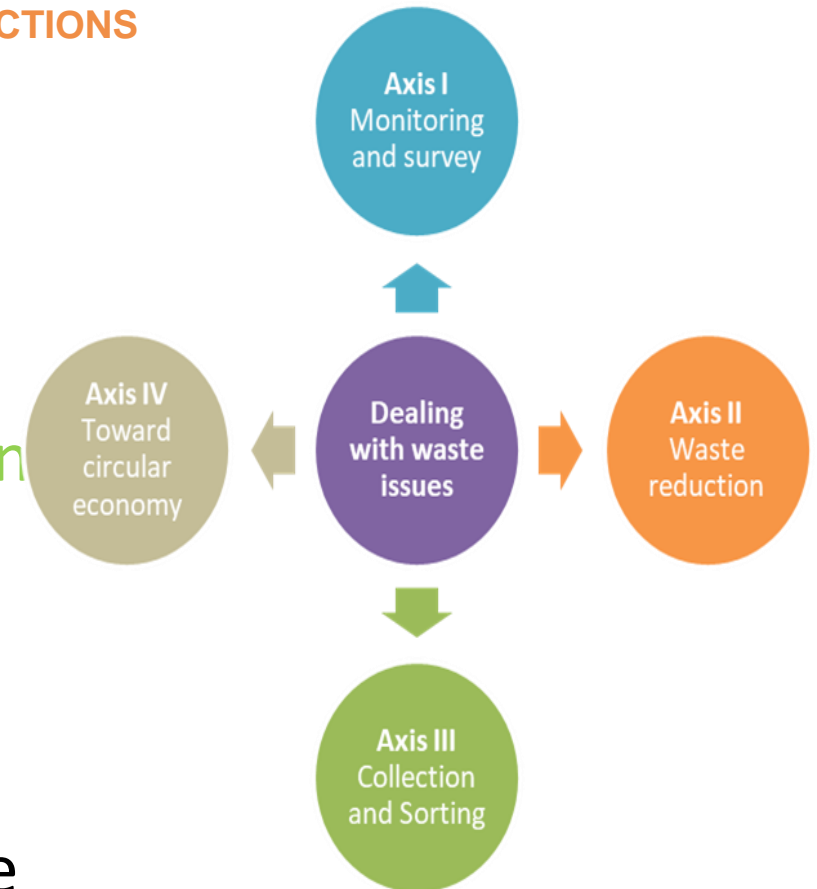 CTIONS
Axis I
Monitoring
and survey
Axis IV
Toward
circular
economy
Dealing
with waste
issues
Axis II
Waste
reduction
n
Axis III
Collection
and Sorting
e